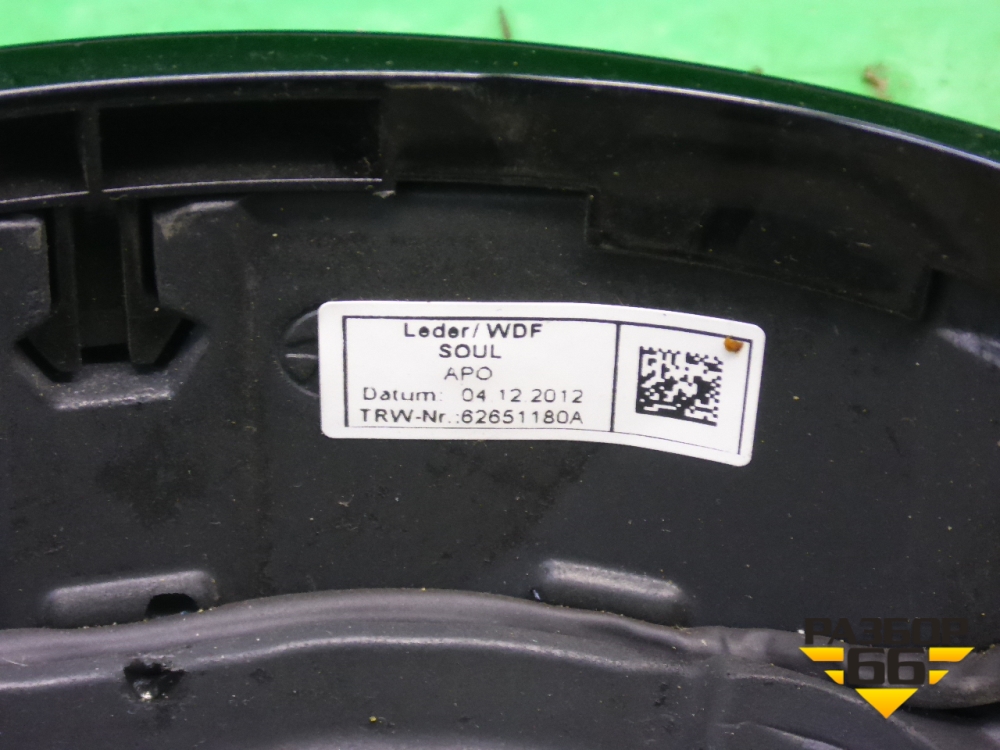 Leder/ WDF
SOUL
APO
Datum: 04.12.2012
TRW-Nr.:62651180A
РАЗБОР
66